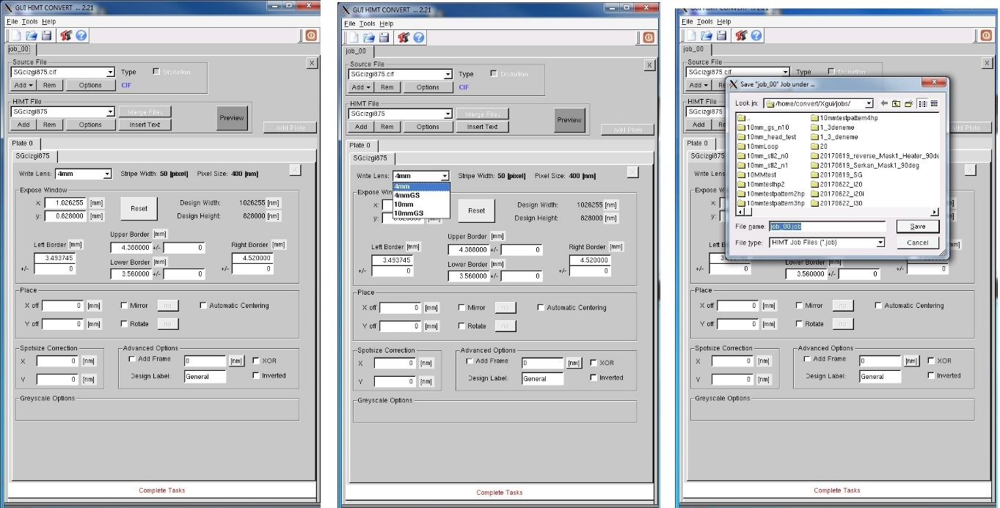 GUI HIMT CONVERT ... 2.21
File Tools Help
job_00
X
Source File
SGcizgi875.cif Type Distortion
Add Rem Options CIF
HIMT File
SGcizgi875 Merge Files
Preview
Add Rem Options Insert Text
Add Plate
Plate 0
SGcizgi875
Write Lens: 4mm Stripe Width: 50 [pixel] Pixel Size: 400 [nm] X
Expose Window
x: 1.026255 [mm] Reset Design Width: 1026255 [nm]
y: 0.828000 [mm] Design Height: 828000 [nm]
Upper Border [mm]
Left Border [mm] 4.388000 +/- 0 Right Border [mm]
3.493745 Lower Border [mm] 4.520000
+/- 0 3.560000 +/- 0 +/- 0
Place
X off 0 [mm] Mirror no Automatic Centering
Y off 0 [mm] Rotate no
Spotsize Correction Advanced Options
X 0 [nm] Add Frame 0 [nm] XOR
Y 0 [nm] Design Label: General Inverted
Greyscale Options
Complete Tasks
GUI HIMT CONVERT ... 2.21
File Tools Help
job_00
X
Source File
SGcizgi875.cif Type Distortion
Add Rem Options CIF
HIMT File
SGcizgi875 Merge Files
Preview
Add Rem Options Insert Text
Add Plate
Plate 0
SGcizgi875
Write Lens: 4mm Stripe Width: 50 [pixel] Pixel Size: 400 [nm] X
4mm
4mmGS
10mm
10mmGS
Expose Win
x: Reset Design Width: 1026255 [nm]
y: 0.828000 [mm] Design Height: 828000 [nm]
Upper Border [mm]
Left Border [mm] 4.388000 +/- 0 Right Border [mm]
3.493745 Lower Border [mm] 4.520000
+/- 0 3.560000 +/- 0 +/- 0
Place
X off 0 [mm] Mirror no Automatic Centering
Y off 0 [mm] Rotate no
Spotsize Correction Advanced Options
X 0 [nm] Add Frame 0 [nm] XOR
Y 0 [nm] Design Label: General Inverted
Greyscale Options
Complete Tasks
GUI HIMT CONVERT ... 2.21
File Tools Help
job_00
X
Source File
SGcizgi875.cif Type Distortion
Add
HIMT File
SGcizgi875
Add
Plate 0
SGcizgi875
Write Lens
Expose W
x:
y:
Save "job_00" Job under ...
Look in: /home/convert/Xgui/jobs/
..
10mm_gs_n10
10mm_head_test
10mmLoop
10mm_stl2_n0
10mm_stl2_n1
10MMtest
10mmtesthp2
10mmtestpattern2hp
10mmtestpattern3hp
10mmtestpattern4hp
1_3deneme
1_3_deneme
20
20170619_reverse_Mask1_Heater_90de
20170619_Serkan_Mask1_90deg
20170619_SG
20170622_i20
20170622_i20i
20170622_i30
File name: job_00.job Save
File type: HIMT Job Files (*.job) Cancel
Lower Border [mm]
+/- 0 3.560000 +/- 0 +/- 0
Place
X off 0 [mm] Mirror no Automatic Centering
Y off 0 [mm] Rotate no
Spotsize Correction Advanced Options
X 0 [nm] Add Frame 0 [nm] XOR
Y 0 [nm] Design Label: General Inverted
Greyscale Options
Complete Tasks